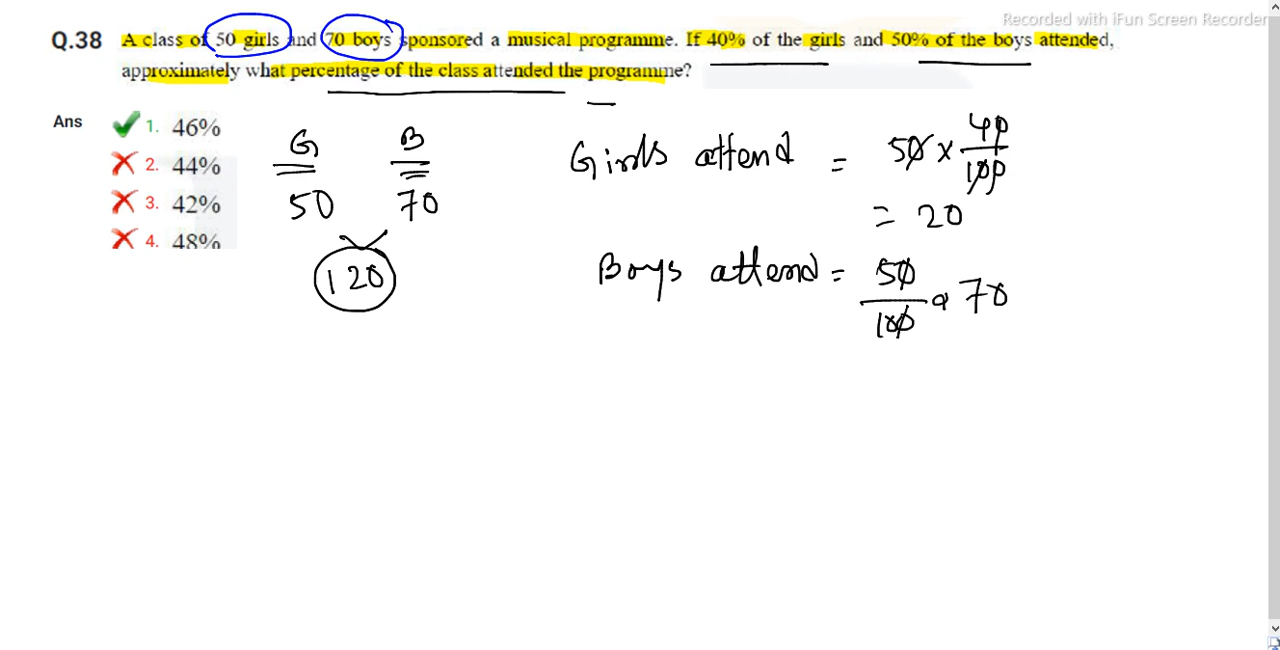 Recorded with iFun Screen Recorder
Q.38 A class of 50 girls and 70 boys sponsored a musical programme. If 40% of the girls and 50% of the boys attended,
approximately what percentage of the class attended the programme?
Ans 1. 46%
2. 44%
3. 42%
4. 48%
G B
50 70
120
Girls attend = 50 × 40/100
= 20
Boys attend = 50/100 × 70